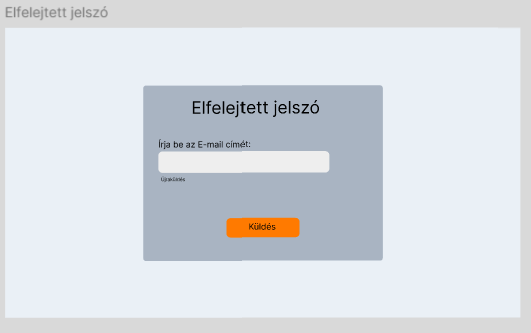 Elfelejtett jelszó
Elfelejtett jelszó
Írja be az E-mail címét:
Újraküldés
Küldés